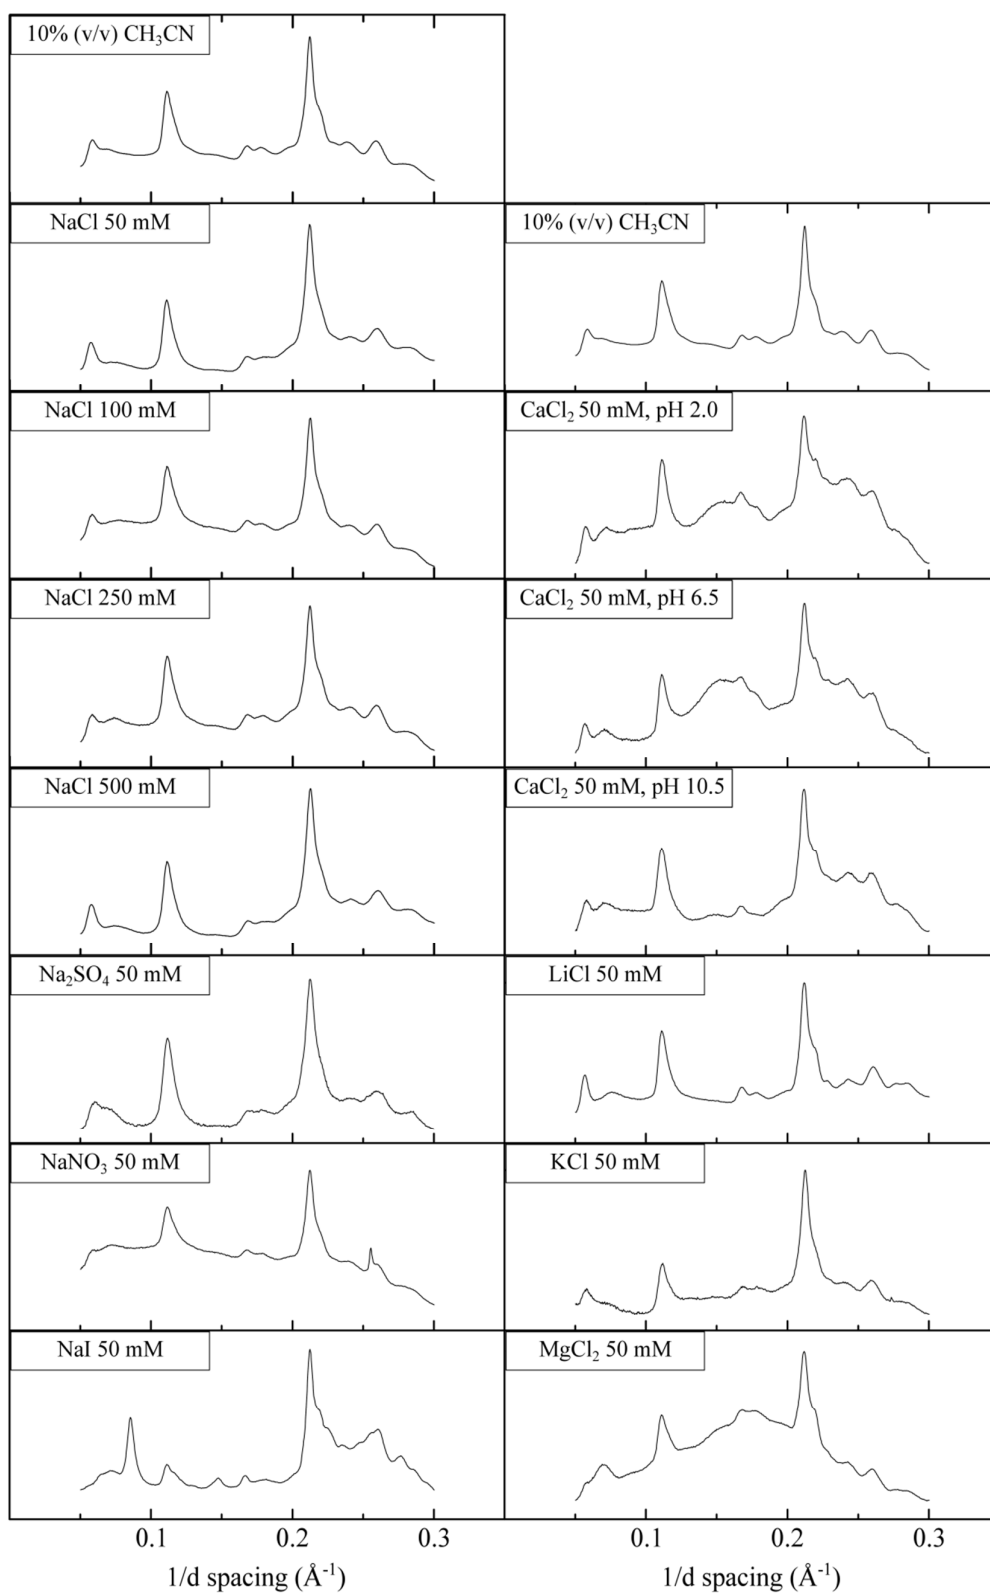 10% (v/v) CH₃CN
NaCl 50 mM
NaCl 100 mM
NaCl 250 mM
NaCl 500 mM
Na₂SO₄ 50 mM
NaNO₃ 50 mM
NaI 50 mM
0.1 0.2 0.3
1/d spacing (Å⁻¹)
10% (v/v) CH₃CN
CaCl₂ 50 mM, pH 2.0
CaCl₂ 50 mM, pH 6.5
CaCl₂ 50 mM, pH 10.5
LiCl 50 mM
KCl 50 mM
MgCl₂ 50 mM
0.1 0.2 0.3
1/d spacing (Å⁻¹)